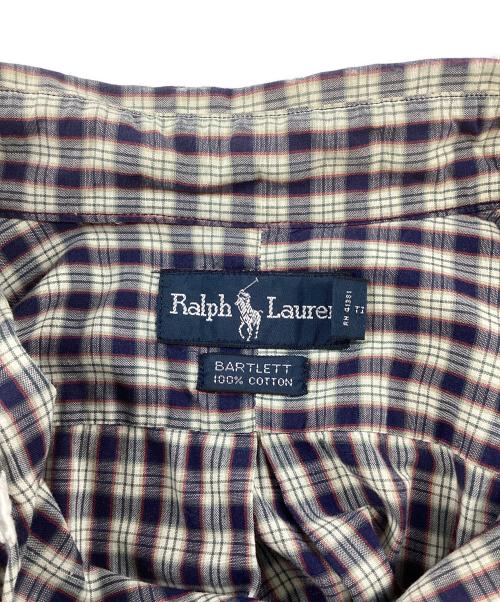 Ralph Lauren
RN 41381
BARTLETT
100% COTTON